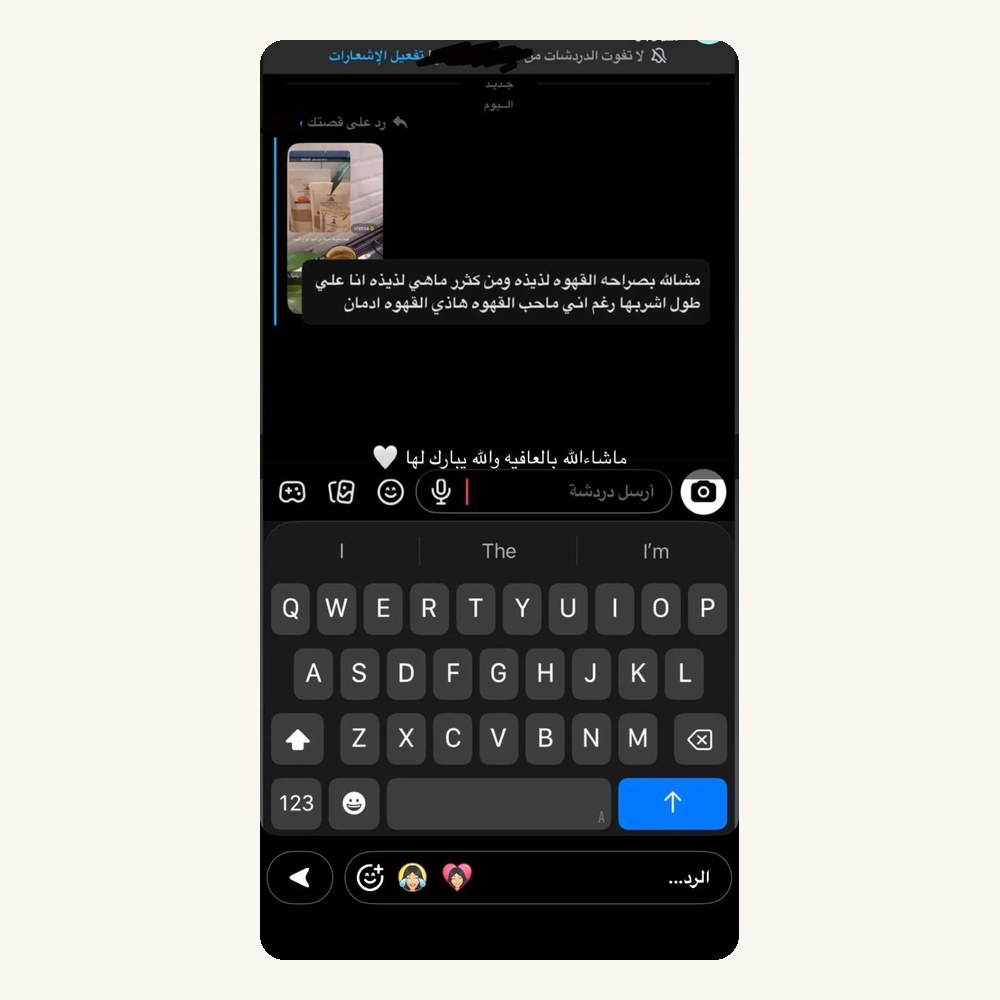 لا تفوت الدردشات من
تفعيل الإشعارات
جديد
اليوم
رد على قصتك
مشالله بصراحه القهوه لذيذه ومن كثرر ماهي لذيذه انا علي
طول اشربها رغم اني ماحب القهوه هاذي القهوه ادمان
ماشاءالله بالعافيه والله يبارك لها 🤍
أرسل دردشة
I The I’m
Q W E R T Y U I O P
A S D F G H J K L
Z X C V B N M
123
A
الرد...